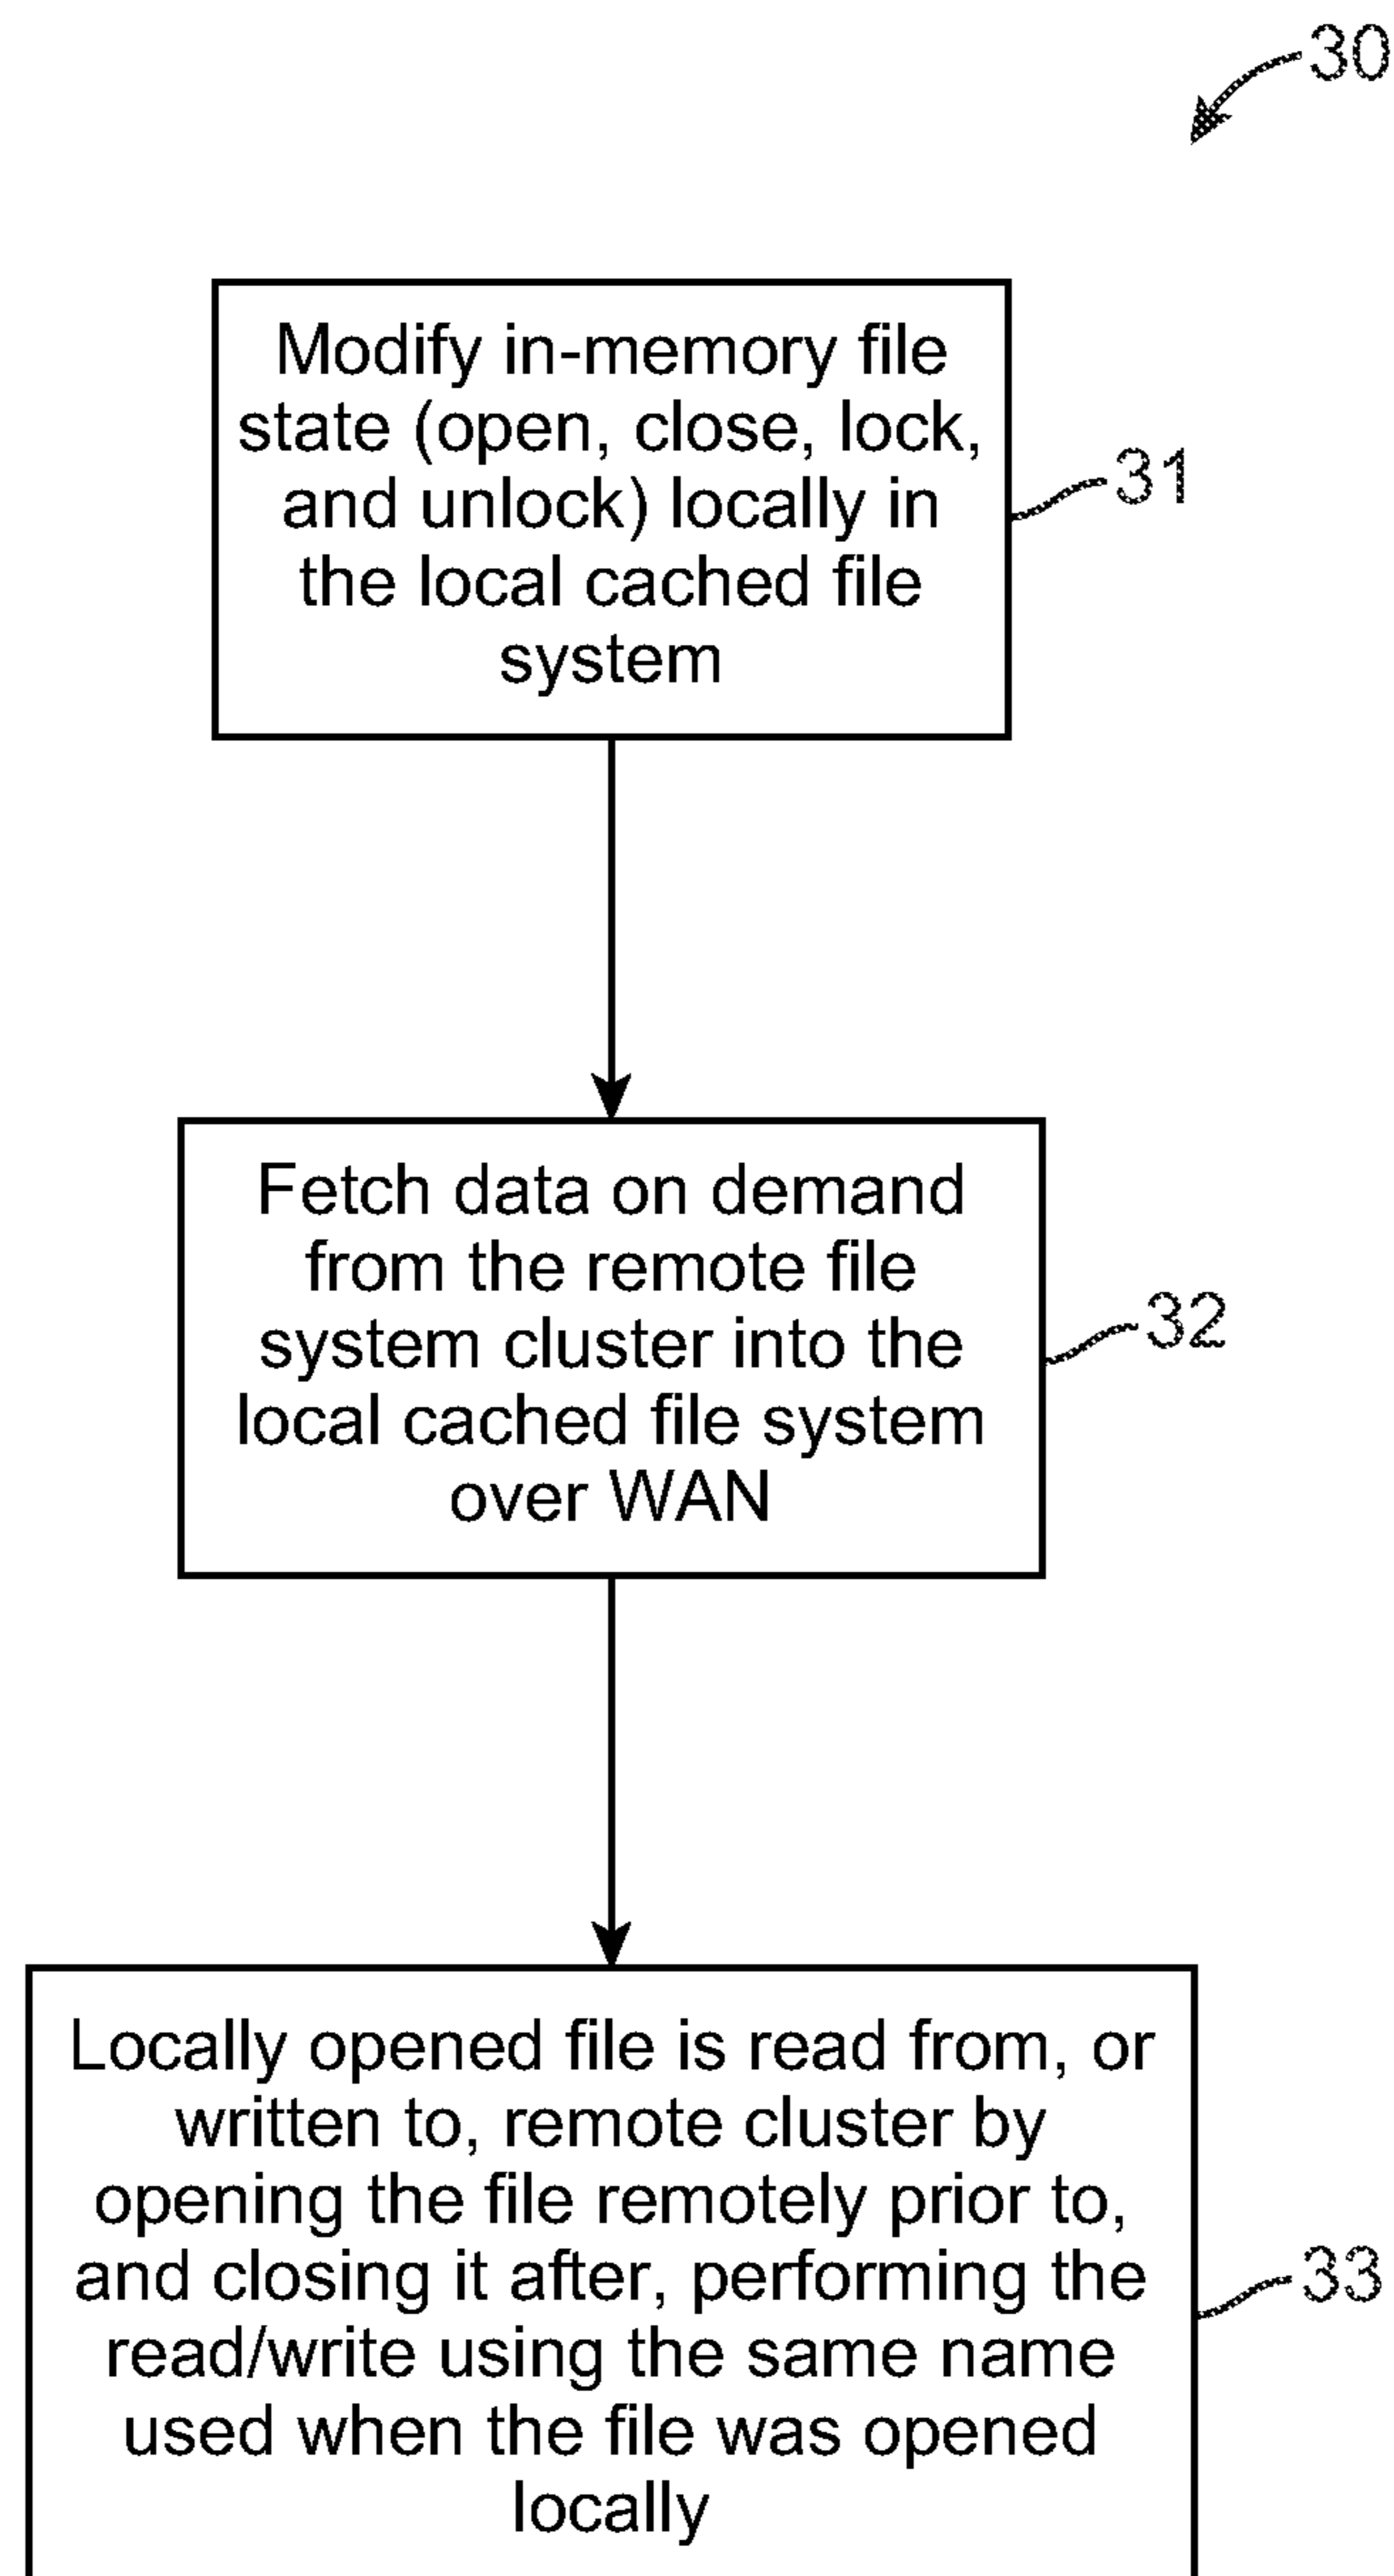 30
Modify in-memory file
state (open, close, lock,
and unlock) locally in
the local cached file
system
31
Fetch data on demand
from the remote file
system cluster into the
local cached file system
over WAN
32
Locally opened file is read from, or
written to, remote cluster by
opening the file remotely prior to,
and closing it after, performing the
read/write using the same name
used when the file was opened
locally
33